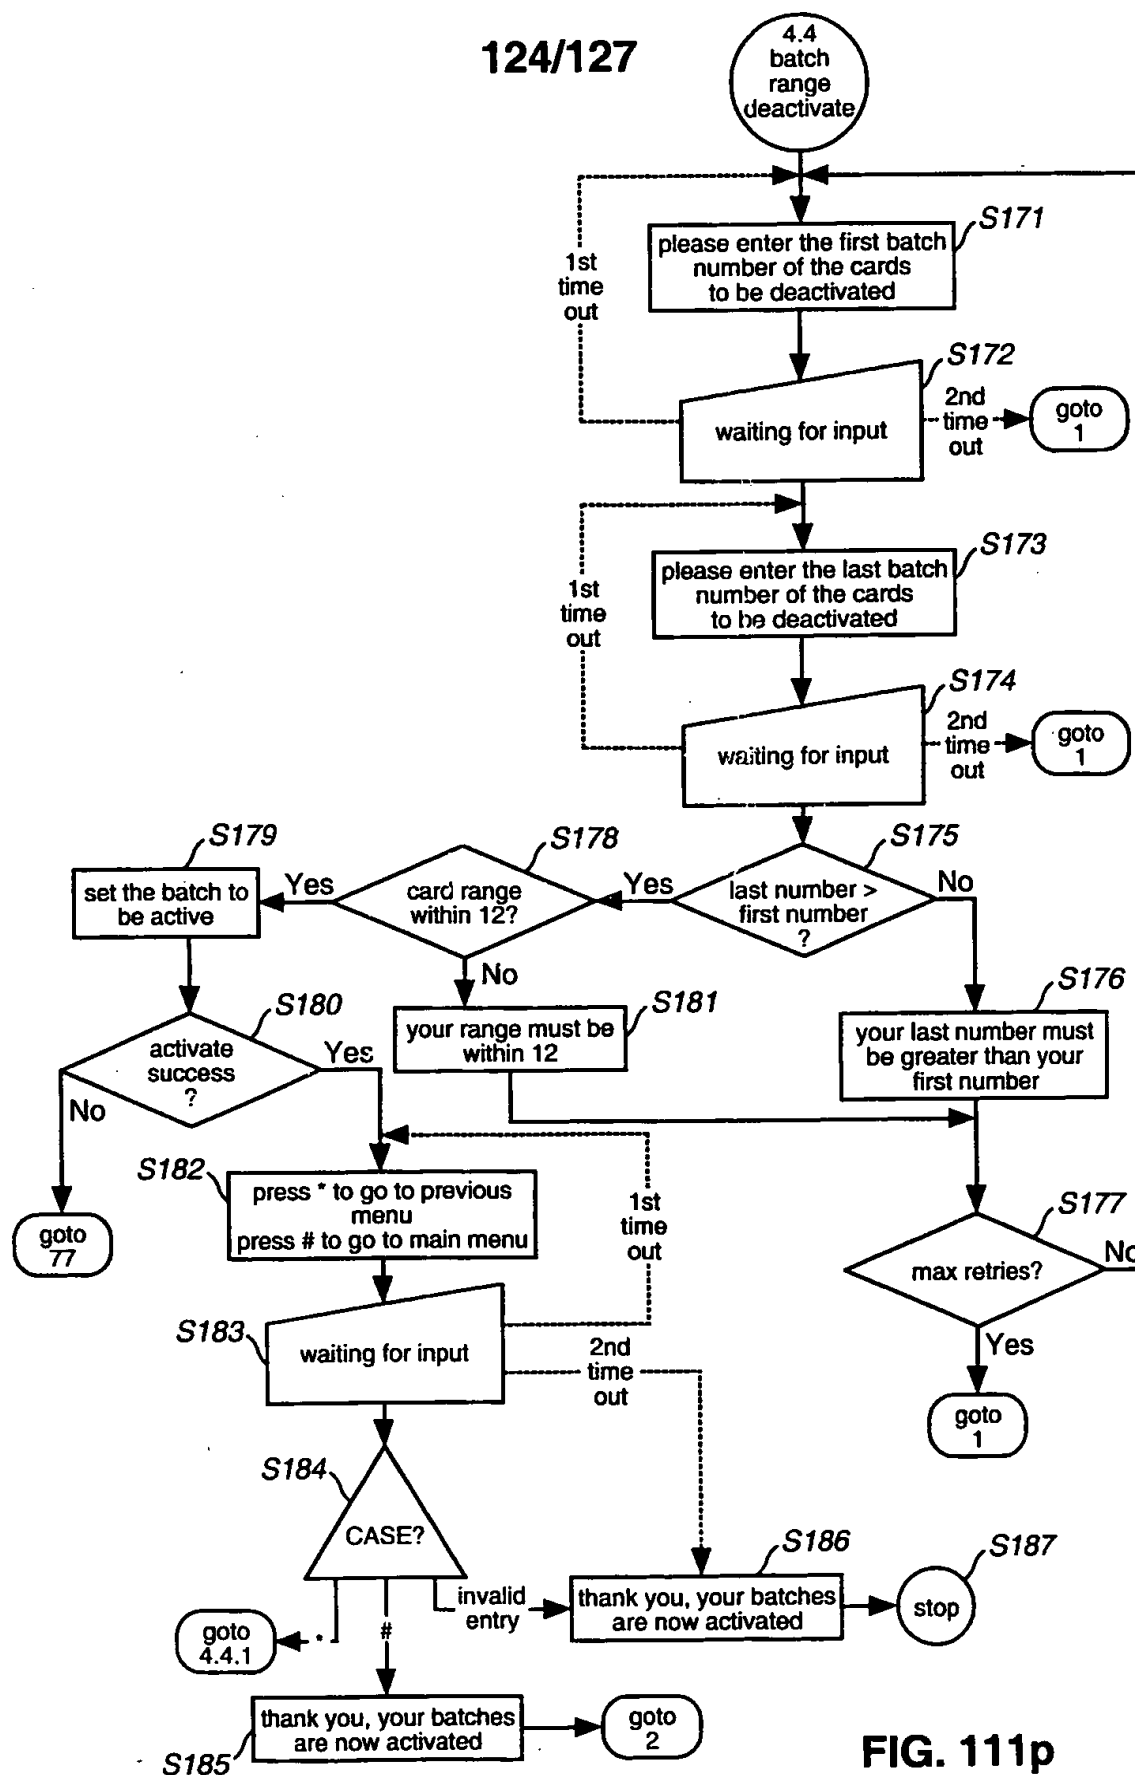 124/127
4.4
batch
range
deactivate
S171
please enter the first batch
number of the cards
to be deactivated
1st
time
out
S172
waiting for input
2nd
time
out
goto
1
S173
please enter the last batch
number of the cards
to be deactivated
1st
time
out
S174
waiting for input
2nd
time
out
goto
1
S175
last number >
first number
?
Yes
No
S178
card range
within 12?
Yes
No
S179
set the batch to
be active
S180
activate
success
?
Yes
No
goto
77
S181
your range must be
within 12
S176
your last number must
be greater than your
first number
S177
max retries?
No
Yes
goto
1
S182
press * to go to previous
menu
press # to go to main menu
1st
time
out
S183
waiting for input
2nd
time
out
S184
CASE?
*
#
invalid
entry
goto
4.4.1
S186
thank you, your batches
are now activated
S187
stop
S185
thank you, your batches
are now activated
goto
2
FIG. 111p